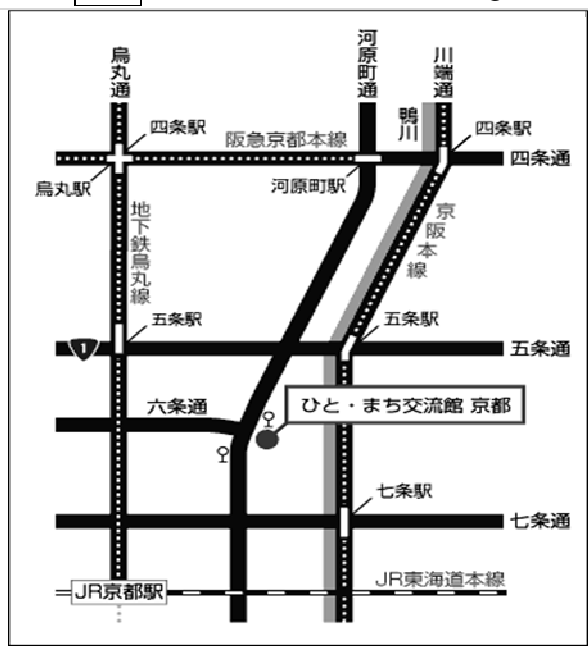 烏丸通
河原町通
川端通
鴨川
四条駅
阪急京都本線
四条駅
四条通
烏丸駅
河原町駅
地下鉄烏丸線
京阪本線
五条駅
五条駅
1
五条通
六条通
ひと・まち交流館 京都
七条駅
七条通
JR東海道本線
JR京都駅